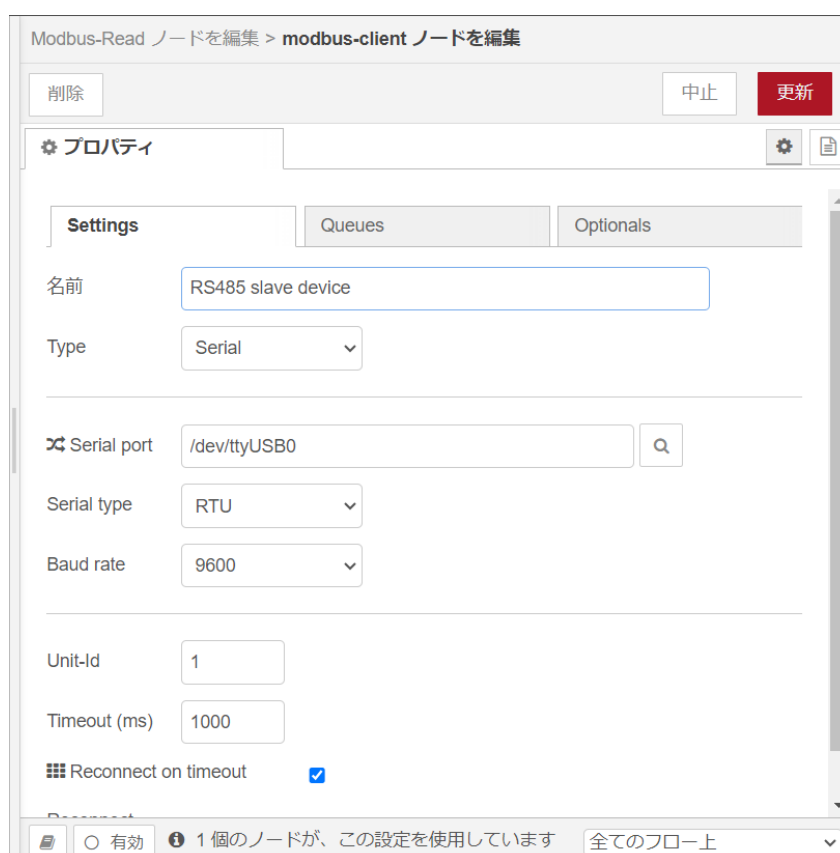 Modbus-Read ノードを編集 > modbus-client ノードを編集
削除 中止 更新
プロパティ
Settings Queues Optionals
名前 RS485 slave device
Type Serial
Serial port /dev/ttyUSB0
Serial type RTU
Baud rate 9600
Unit-Id 1
Timeout (ms) 1000
Reconnect on timeout
有効 1 個のノードが、この設定を使用しています 全てのフロー上